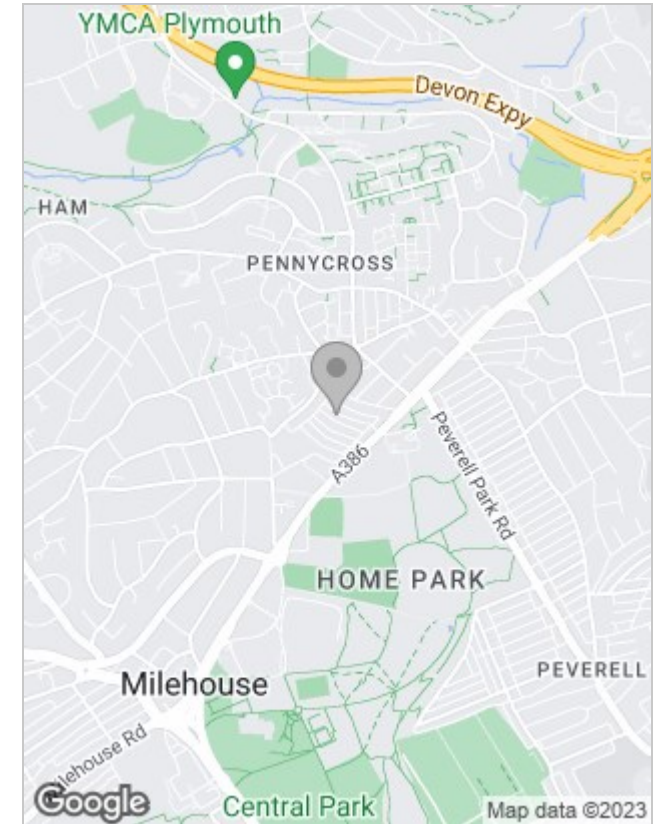 YMCA Plymouth
Devon Expy
HAM
PENNYCROSS
A386
Peverell Park Rd
HOME PARK
PEVERELL
Milehouse
Milehouse Rd
Central Park
Google
Map data ©2023